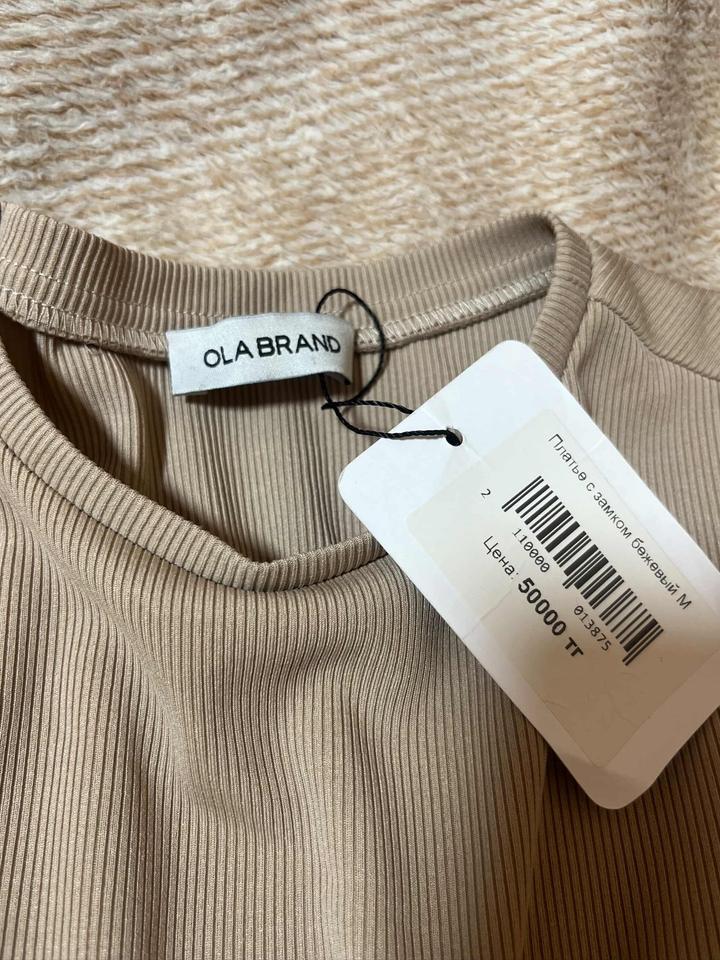 OLA BRAND
Платье с замком бежевый М
2 110000 013875
Цена: 50000 тг